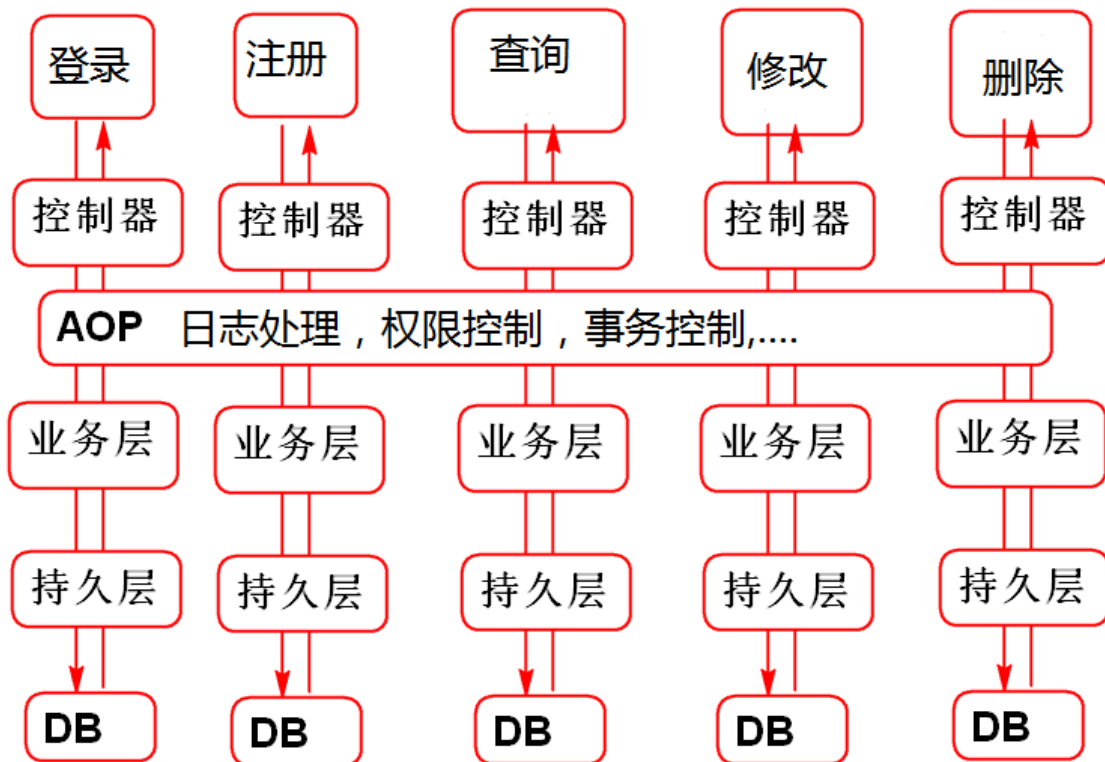 登录
注册
查询
修改
删除
控制器
控制器
控制器
控制器
控制器
AOP 日志处理，权限控制，事务控制,....
业务层
业务层
业务层
业务层
业务层
持久层
持久层
持久层
持久层
持久层
DB
DB
DB
DB
DB